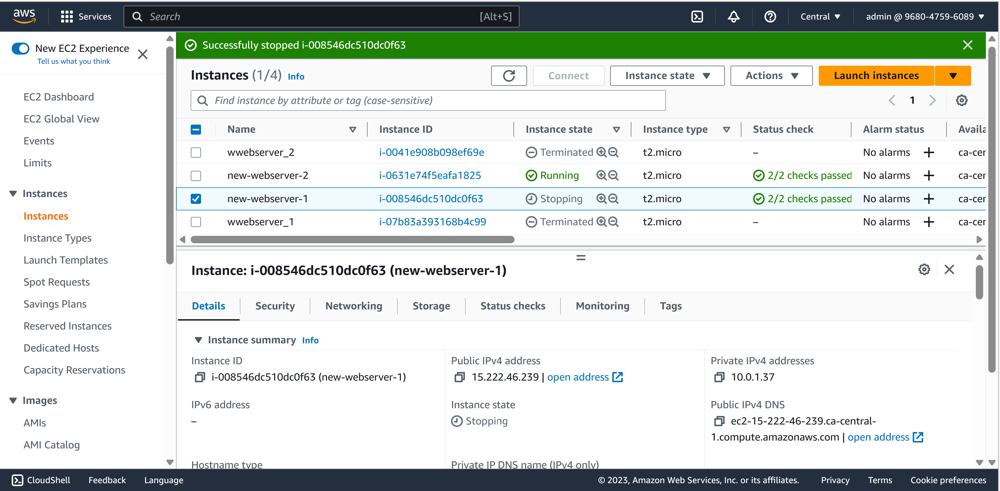 aws Services Search [Alt+S] Central admin @ 9680-4759-6089
New EC2 Experience
Tell us what you think
EC2 Dashboard
EC2 Global View
Events
Limits
Instances
Instances
Instance Types
Launch Templates
Spot Requests
Savings Plans
Reserved Instances
Dedicated Hosts
Capacity Reservations
Images
AMIs
AMI Catalog
Successfully stopped i-008546dc510dc0f63
Instances (1/4) Info Connect Instance state Actions Launch instances
Find instance by attribute or tag (case-sensitive) 1
Name Instance ID Instance state Instance type Status check Alarm status Availa
wwebserver_2 i-0041e908b098ef69e Terminated t2.micro – No alarms + ca-cer
new-webserver-2 i-0631e74f5eafa1825 Running t2.micro 2/2 checks passed No alarms + ca-cer
new-webserver-1 i-008546dc510dc0f63 Stopping t2.micro 2/2 checks passed No alarms + ca-cer
wwebserver_1 i-07b83a393168b4c99 Terminated t2.micro – No alarms + ca-cer
Instance: i-008546dc510dc0f63 (new-webserver-1)
Details Security Networking Storage Status checks Monitoring Tags
Instance summary Info
Instance ID
i-008546dc510dc0f63 (new-webserver-1)
Public IPv4 address
15.222.46.239 | open address
Private IPv4 addresses
10.0.1.37
IPv6 address
–
Instance state
Stopping
Public IPv4 DNS
ec2-15-222-46-239.ca-central-
1.compute.amazonaws.com | open address
Hostname type
Private IP DNS name (IPv4 only)
CloudShell Feedback Language © 2023, Amazon Web Services, Inc. or its affiliates. Privacy Terms Cookie preferences